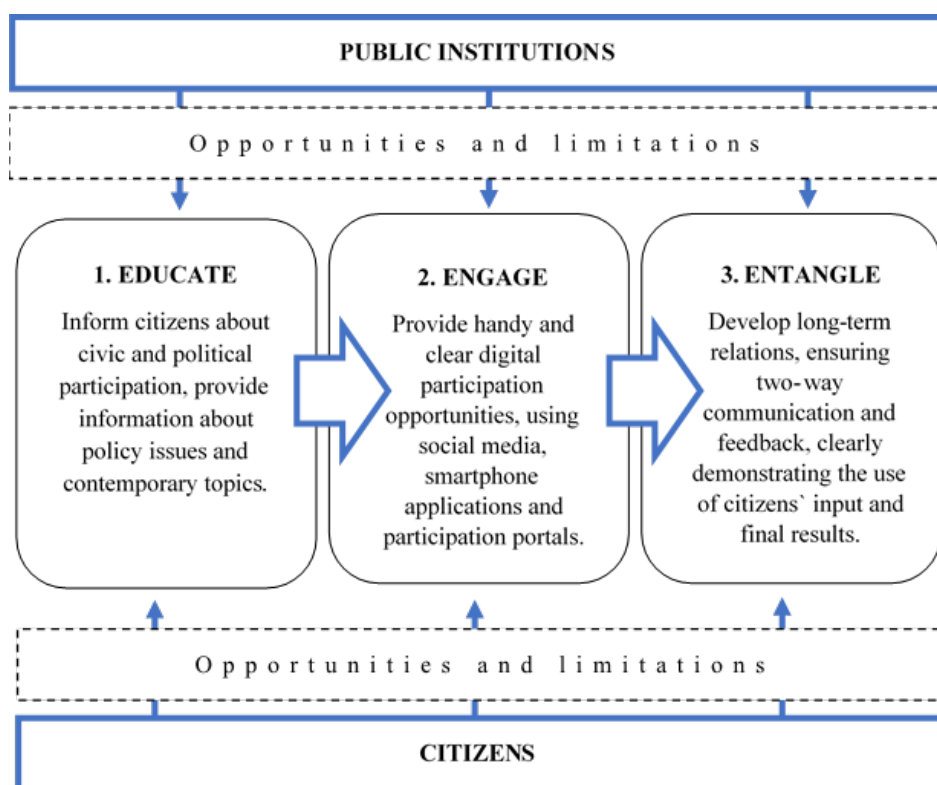 PUBLIC INSTITUTIONS
Opportunities and limitations
1. EDUCATE
Inform citizens about
civic and political
participation, provide
information about
policy issues and
contemporary topics.
2. ENGAGE
Provide handy and
clear digital
participation
opportunities, using
social media,
smartphone
applications and
participation portals.
3. ENTANGLE
Develop long-term
relations, ensuring
two-way
communication and
feedback, clearly
demonstrating the use
of citizens` input and
final results.
Opportunities and limitations
CITIZENS